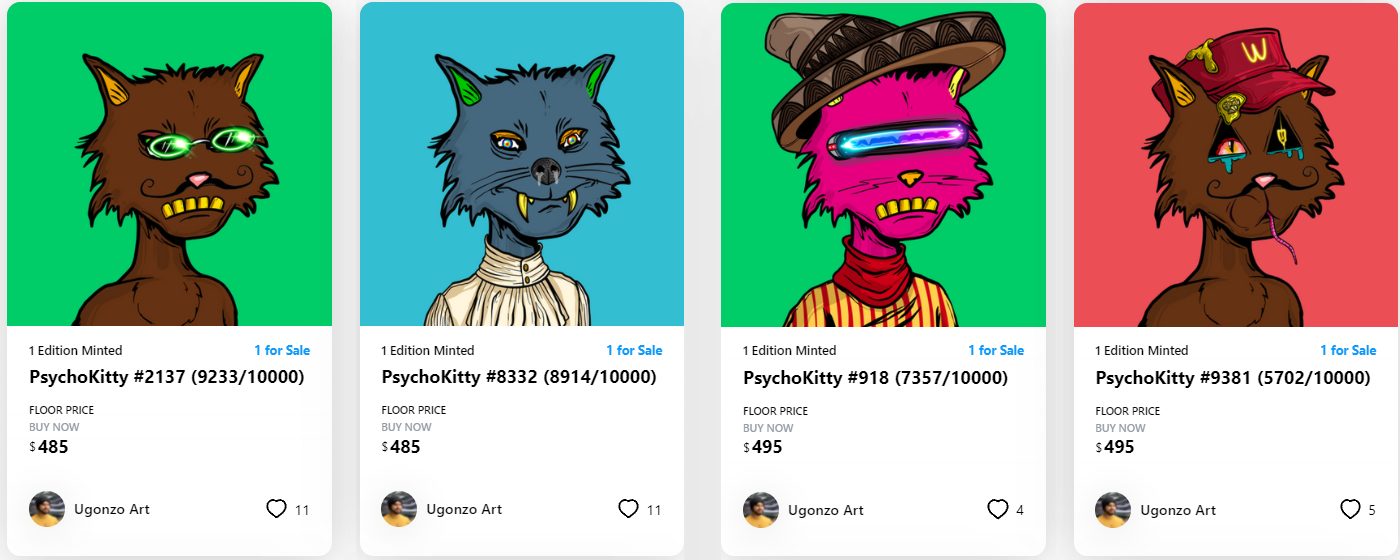 W
1 Edition Minted 1 for Sale
PsychoKitty #2137 (9233/10000)
FLOOR PRICE
BUY NOW
$ 485
Ugonzo Art 11
1 Edition Minted 1 for Sale
PsychoKitty #8332 (8914/10000)
FLOOR PRICE
BUY NOW
$ 485
Ugonzo Art 11
1 Edition Minted 1 for Sale
PsychoKitty #918 (7357/10000)
FLOOR PRICE
BUY NOW
$ 495
Ugonzo Art 4
1 Edition Minted 1 for Sale
PsychoKitty #9381 (5702/10000)
FLOOR PRICE
BUY NOW
$ 495
Ugonzo Art 5